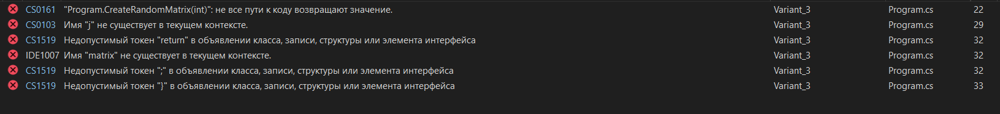 CS0161 "Program.CreateRandomMatrix(int)": не все пути к коду возвращают значение. Variant_3 Program.cs 22
CS0103 Имя "j" не существует в текущем контексте. Variant_3 Program.cs 29
CS1519 Недопустимый токен "return" в объявлении класса, записи, структуры или элемента интерфейса Variant_3 Program.cs 32
IDE1007 Имя "matrix" не существует в текущем контексте. Variant_3 Program.cs 32
CS1519 Недопустимый токен ";" в объявлении класса, записи, структуры или элемента интерфейса Variant_3 Program.cs 32
CS1519 Недопустимый токен "}" в объявлении класса, записи, структуры или элемента интерфейса Variant_3 Program.cs 33